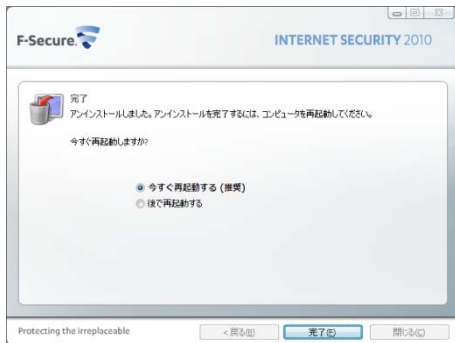 F-Secure.
INTERNET SECURITY 2010
完了
アンインストールしました。アンインストールを完了するには、コンピュータを再起動してください。
今すぐ再起動しますか?
今すぐ再起動する (推奨)
後で再起動する
Protecting the irreplaceable
< 戻る(B)
完了(F)
閉じる(C)